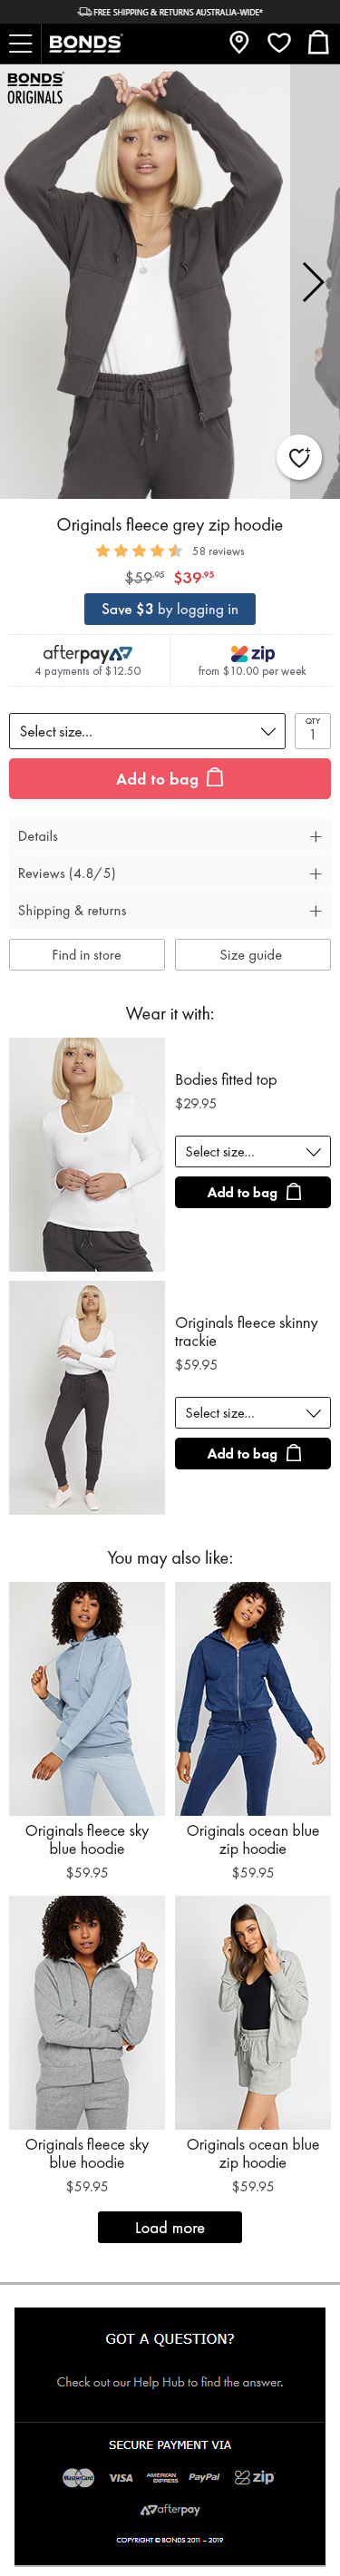 FREE SHIPPING & RETURNS AUSTRALIA-WIDE*
BONDS
BONDS
ORIGINALS
Originals fleece grey zip hoodie
58 reviews
$59.95 $39.95
Save $3 by logging in
afterpay
4 payments of $12.50
zip
from $10.00 per week
Select size...
QTY
1
Add to bag
Details
Reviews (4.8/5)
Shipping & returns
Find in store
Size guide
Wear it with:
Bodies fitted top
$29.95
Select size...
Add to bag
Originals fleece skinny
trackie
$59.95
Select size...
Add to bag
You may also like:
Originals fleece sky
blue hoodie
$59.95
Originals ocean blue
zip hoodie
$59.95
Originals fleece sky
blue hoodie
$59.95
Originals ocean blue
zip hoodie
$59.95
Load more
GOT A QUESTION?
Check out our Help Hub to find the answer.
SECURE PAYMENT VIA
MasterCard VISA AMERICAN EXPRESS PayPal zip
afterpay
COPYRIGHT © BONDS 2011 – 2019